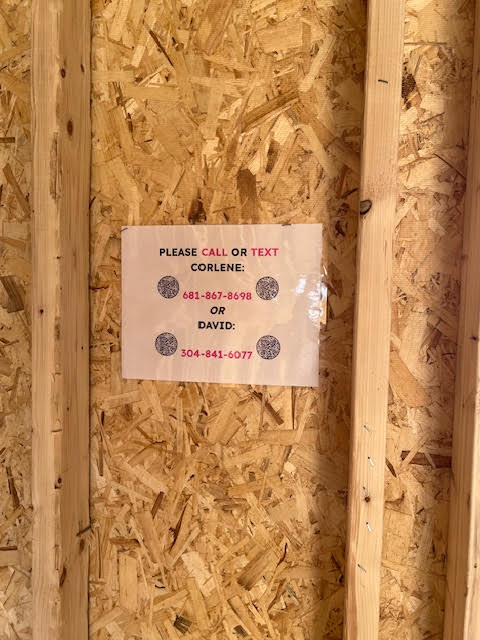 PLEASE CALL OR TEXT
CORLENE:
681-867-8698
OR
DAVID:
304-841-6077